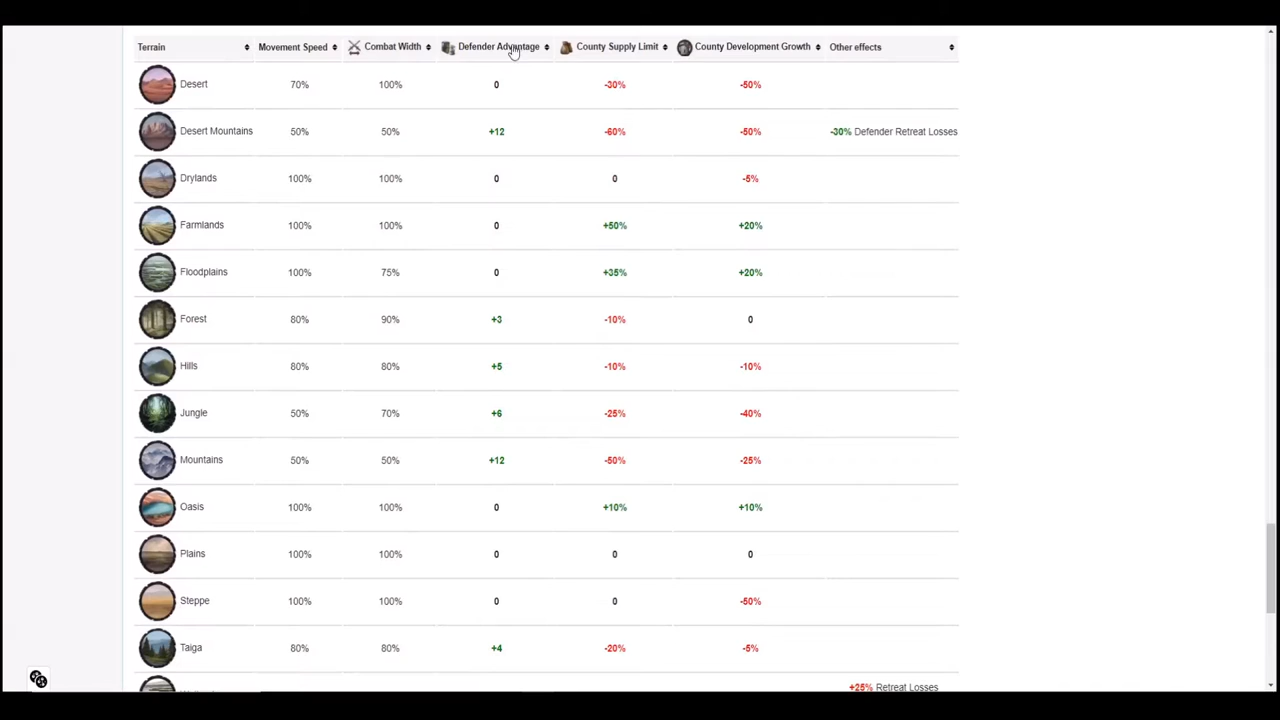 Terrain Movement Speed Combat Width Defender Advantage County Supply Limit County Development Growth Other effects
Desert 70% 100% 0 -30% -50%
Desert Mountains 50% 50% +12 -60% -50% -30% Defender Retreat Losses
Drylands 100% 100% 0 0 -5%
Farmlands 100% 100% 0 +50% +20%
Floodplains 100% 75% 0 +35% +20%
Forest 80% 90% +3 -10% 0
Hills 80% 80% +5 -10% -10%
Jungle 50% 70% +6 -25% -40%
Mountains 50% 50% +12 -50% -25%
Oasis 100% 100% 0 +10% +10%
Plains 100% 100% 0 0 0
Steppe 100% 100% 0 0 -50%
Taiga 80% 80% +4 -20% -5%
+25% Retreat Losses